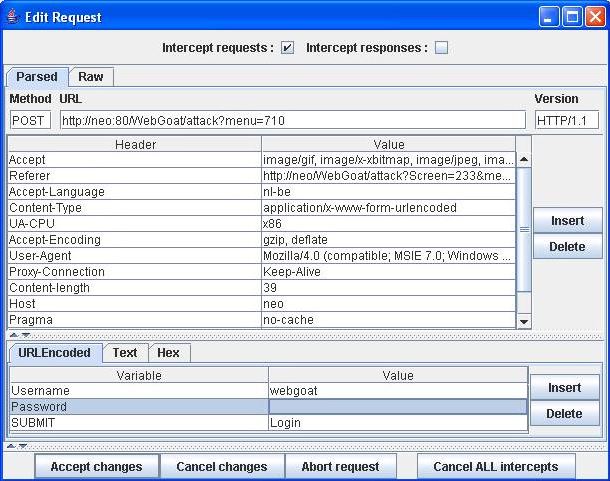 Edit Request
Intercept requests : Intercept responses :
Parsed Raw
Method URL Version
POST http://neo:80/WebGoat/attack?menu=710 HTTP/1.1
Header Value
Accept image/gif, image/x-xbitmap, image/jpeg, ima...
Referer http://neo/WebGoat/attack?Screen=233&me...
Accept-Language nl-be
Content-Type application/x-www-form-urlencoded
UA-CPU x86
Insert
Accept-Encoding gzip, deflate
Delete
User-Agent Mozilla/4.0 (compatible; MSIE 7.0; Windows ...
Proxy-Connection Keep-Alive
Content-length 39
Host neo
Pragma no-cache
URLEncoded Text Hex
Variable Value
Username webgoat
Insert
Password
Delete
SUBMIT Login
Accept changes Cancel changes Abort request Cancel ALL intercepts